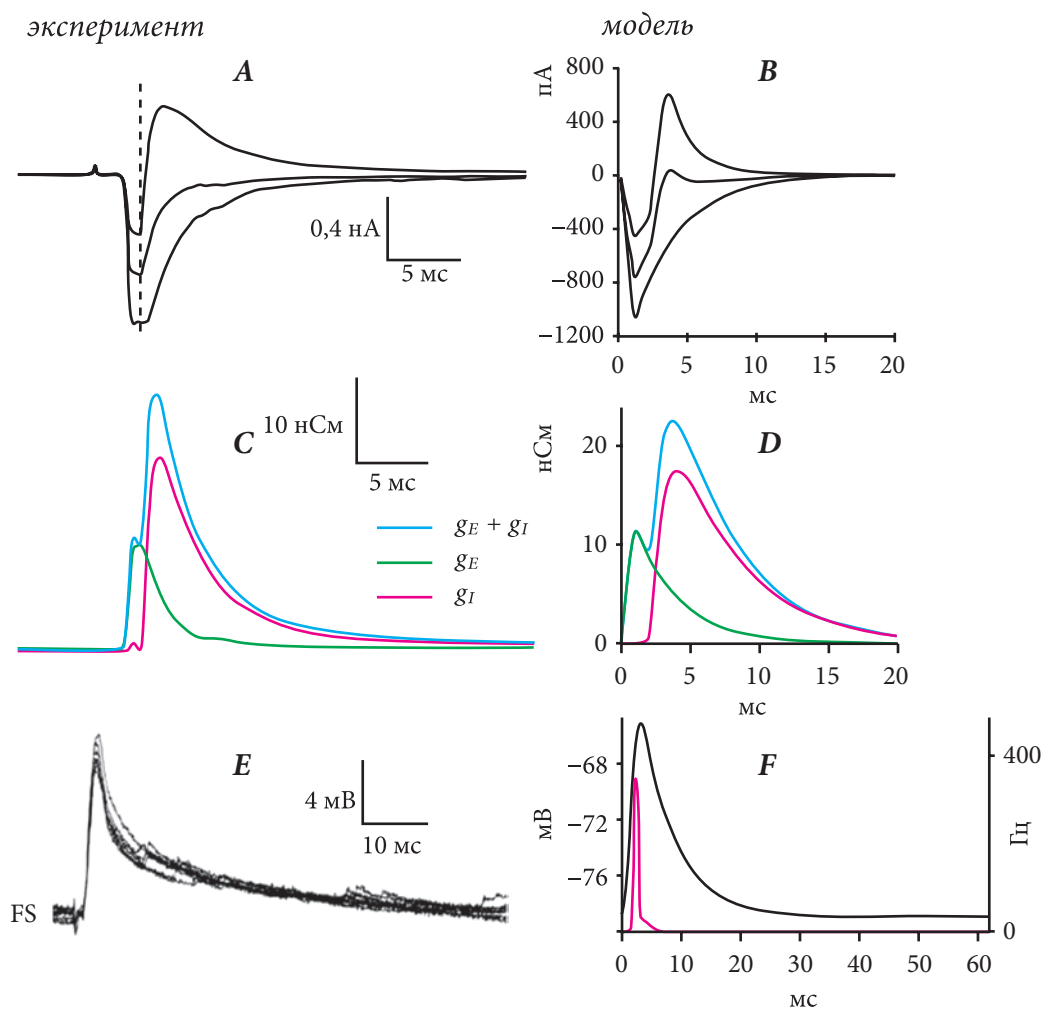 эксперимент
модель
A
0,4 нА
5 мс
B
пА
800
400
0
−400
−800
−1200
0
5
10
15
20
мс
C
10 нСм
5 мс
gE + gI
gE
gI
D
нСм
20
10
0
0
5
10
15
20
мс
E
4 мВ
10 мс
FS
F
мВ
−68
−72
−76
400
0
Гц
0
10
20
30
40
50
60
мс